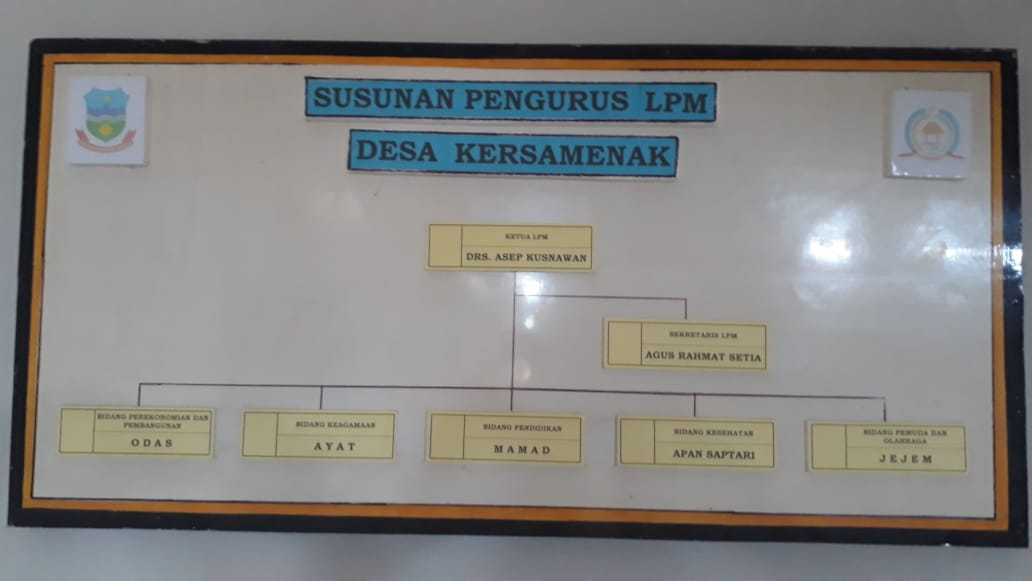 SUSUNAN PENGURUS LPM
DESA KERSAMENAK
KETUA LPM
DRS. ASEP KUSNAWAN
SEKRETARIS LPM
AGUS RAHMAT SETIA
BIDANG PEREKONOMIAN DAN
PEMBANGUNAN
ODAS
BIDANG KEAGAMAAN
AYAT
BIDANG PENDIDIKAN
MAMAD
BIDANG KESEHATAN
APAN SAPTARI
BIDANG PEMUDA DAN
OLAHRAGA
JEJEM